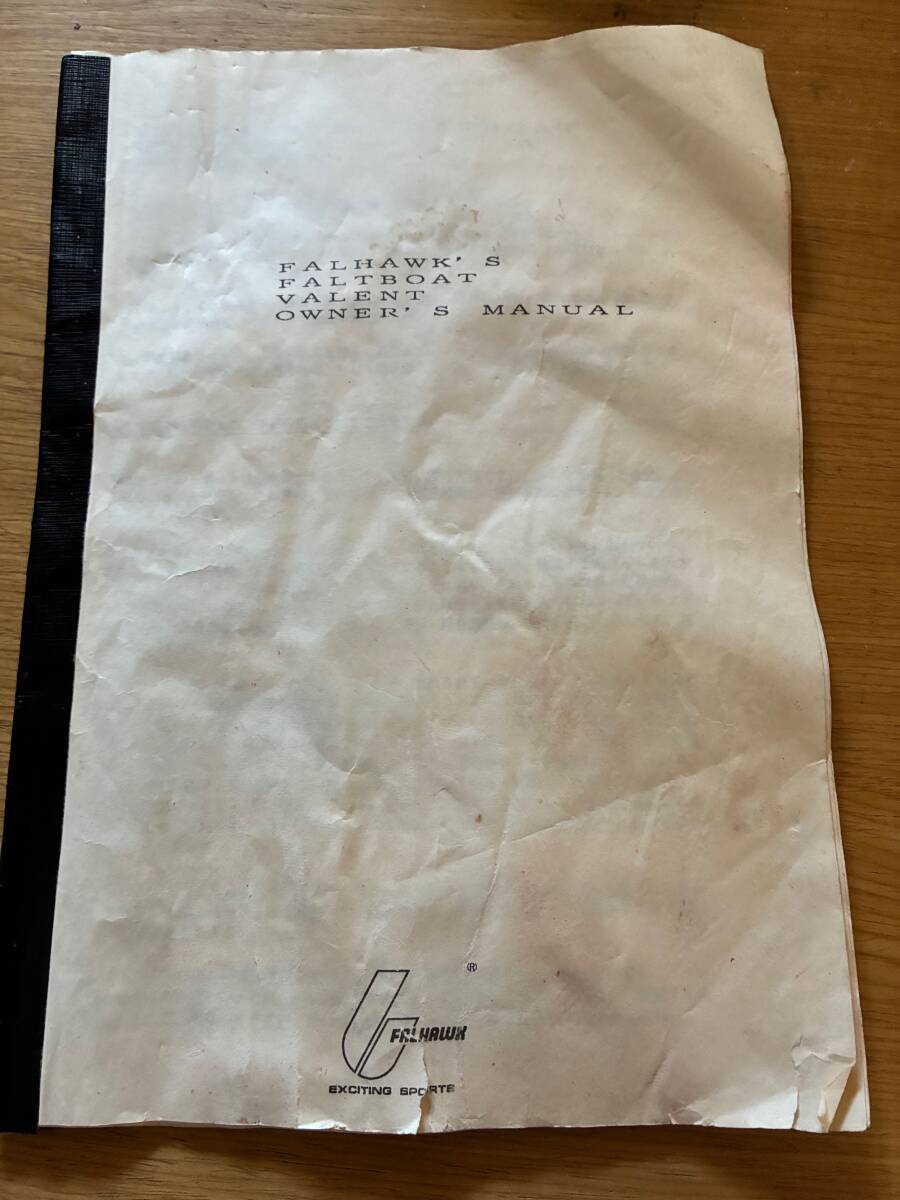 FALHAWK'S
FALTBOAT
VALENT
OWNER'S MANUAL
®
FALHAWK
EXCITING SPORTS